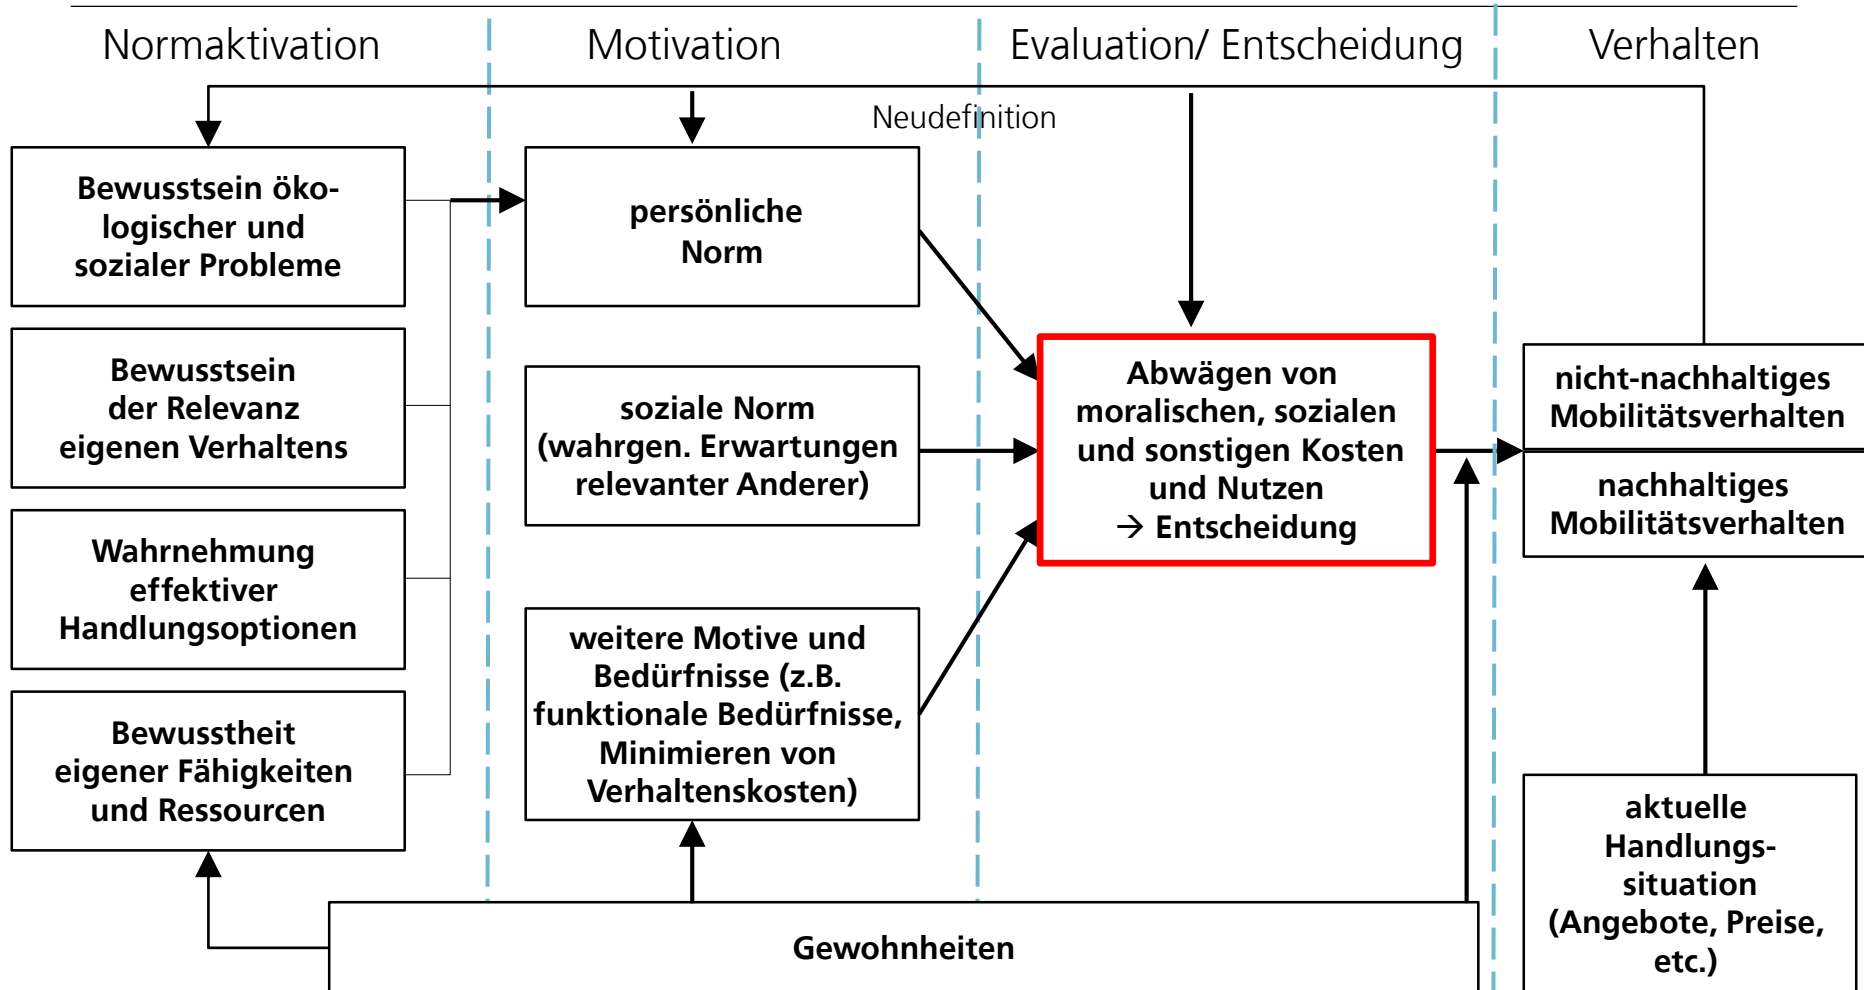 Normaktivation
Motivation
Evaluation/ Entscheidung
Verhalten
Neudefinition
Bewusstsein öko-
logischer und
sozialer Probleme
Bewusstsein
der Relevanz
eigenen Verhaltens
Wahrnehmung
effektiver
Handlungsoptionen
Bewusstheit
eigener Fähigkeiten
und Ressourcen
persönliche
Norm
soziale Norm
(wahrgen. Erwartungen
relevanter Anderer)
weitere Motive und
Bedürfnisse (z.B.
funktionale Bedürfnisse,
Minimieren von
Verhaltenskosten)
Abwägen von
moralischen, sozialen
und sonstigen Kosten
und Nutzen
→ Entscheidung
nicht-nachhaltiges
Mobilitätsverhalten
nachhaltiges
Mobilitätsverhalten
aktuelle
Handlungs-
situation
(Angebote, Preise,
etc.)
Gewohnheiten